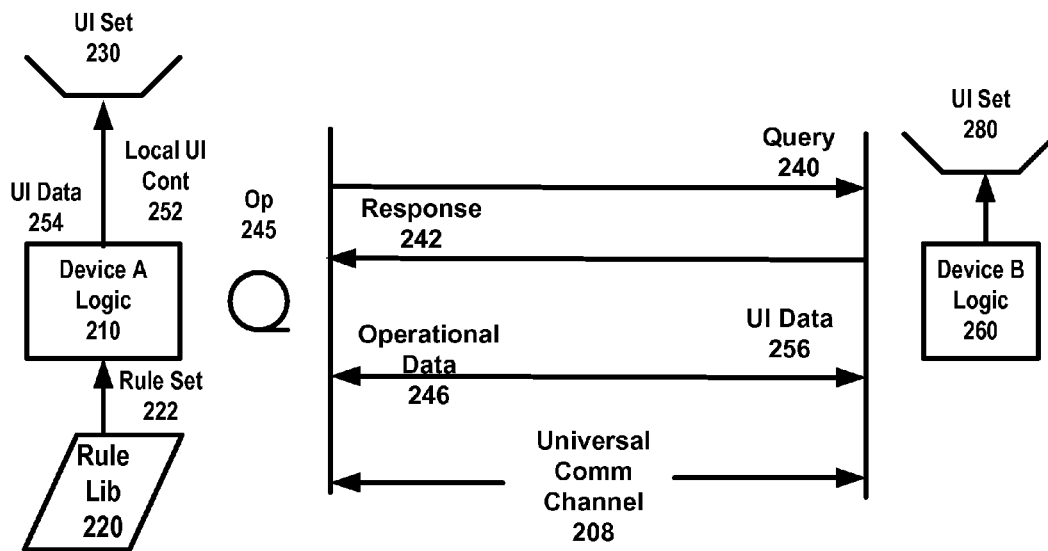 UI Set
230
Local UI
Cont
252
UI Data
254
Op
245
Device A
Logic
210
Rule Set
222
Rule
Lib
220
Query
240
Response
242
Operational
Data
246
UI Data
256
Universal
Comm
Channel
208
UI Set
280
Device B
Logic
260